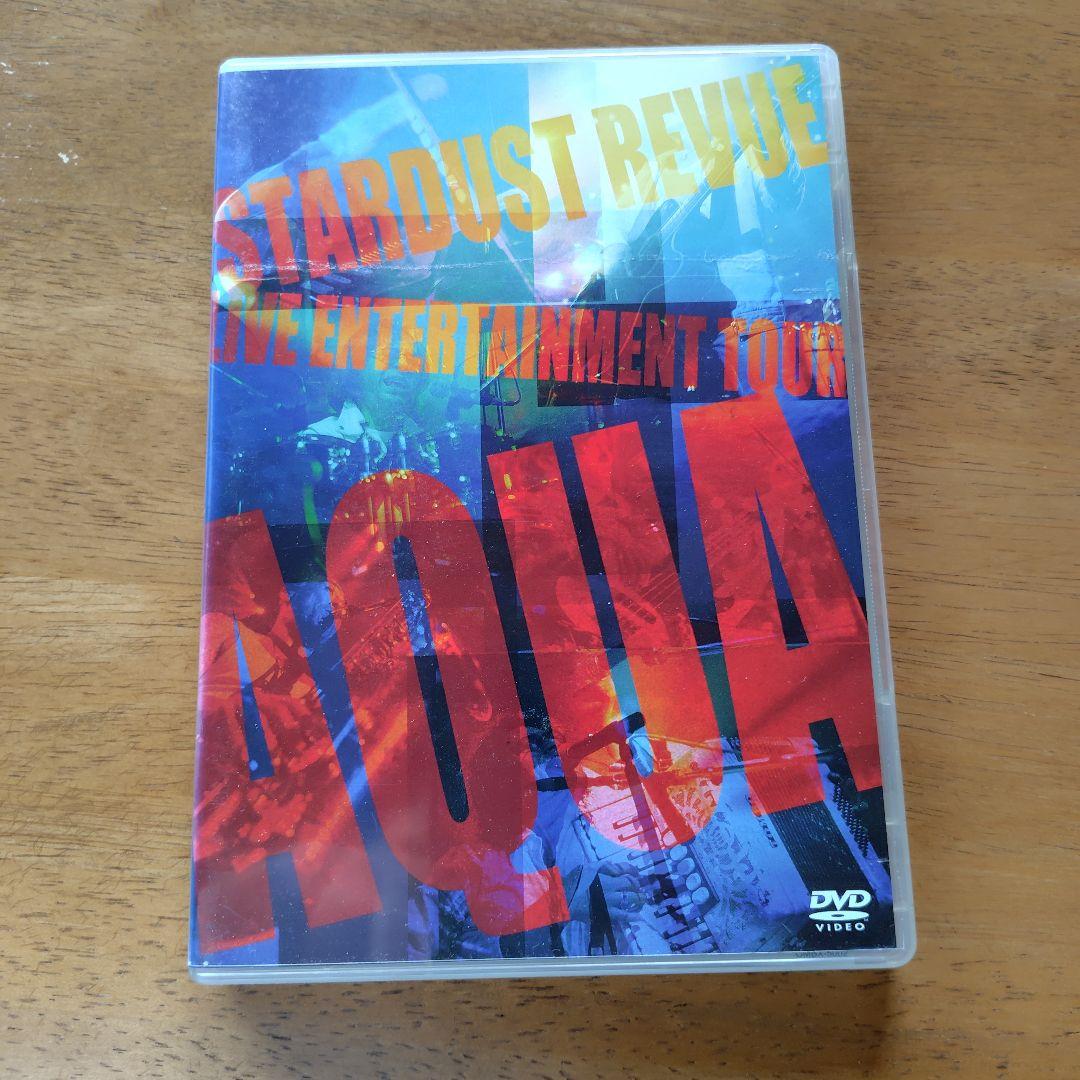 STARDUST REVUE
LIVE ENTERTAINMENT TOUR
AQUA
DVD
VIDEO